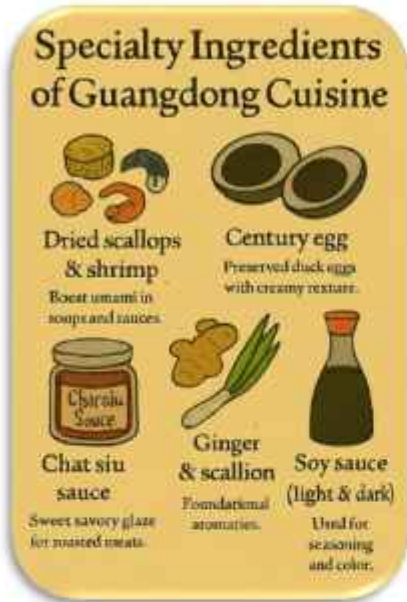 Specialty Ingredients
of Guangdong Cuisine
Dried scallops
& shrimp
Boost umami in
soups and sauces.
Century egg
Preserved duck eggs
with creamy texture.
Charsiu
Sauce
Chat siu
sauce
Sweet savory glaze
for roasted meats.
Ginger
& scallion
Foundational
aromaties.
Soy sauce
(light & dark)
Used for
seasoning
and color.